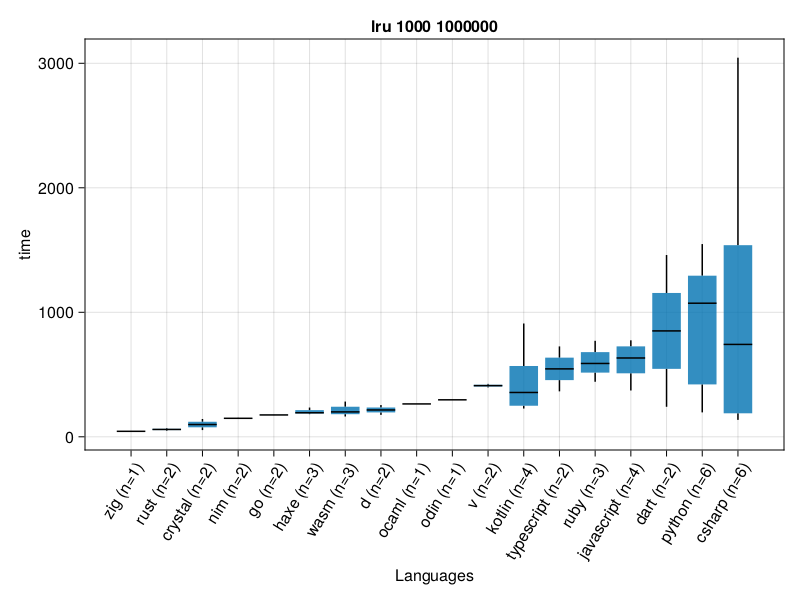 lru 1000 1000000
time
3000
2000
1000
0
zig (n=1)
rust (n=2)
crystal (n=2)
nim (n=2)
go (n=2)
haxe (n=3)
wasm (n=3)
d (n=2)
ocaml (n=1)
odin (n=1)
v (n=2)
kotlin (n=4)
typescript (n=2)
ruby (n=3)
javascript (n=4)
dart (n=2)
python (n=6)
csharp (n=6)
Languages